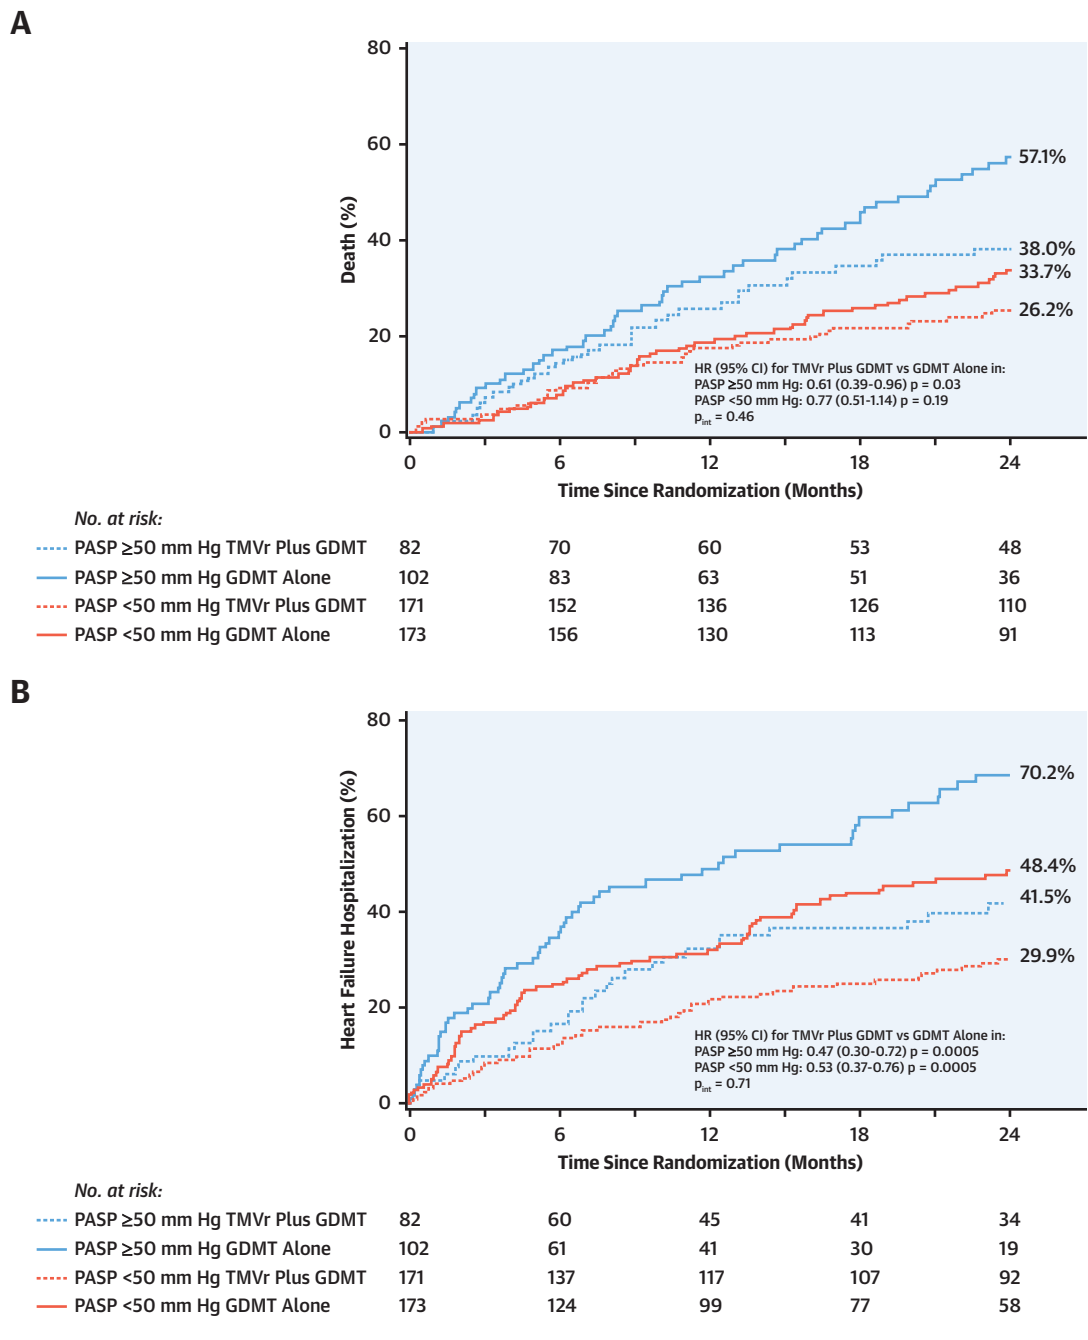 A
80
60
40
20
0
Death (%)
57.1%
38.0%
33.7%
26.2%
HR (95% CI) for TMVr Plus GDMT vs GDMT Alone in:
PASP ≥50 mm Hg: 0.61 (0.39-0.96) p = 0.03
PASP <50 mm Hg: 0.77 (0.51-1.14) p = 0.19
pint = 0.46
0 6 12 18 24
Time Since Randomization (Months)
No. at risk:
PASP ≥50 mm Hg TMVr Plus GDMT 82 70 60 53 48
PASP ≥50 mm Hg GDMT Alone 102 83 63 51 36
PASP <50 mm Hg TMVr Plus GDMT 171 152 136 126 110
PASP <50 mm Hg GDMT Alone 173 156 130 113 91
B
80
60
40
20
0
Heart Failure Hospitalization (%)
70.2%
48.4%
41.5%
29.9%
HR (95% CI) for TMVr Plus GDMT vs GDMT Alone in:
PASP ≥50 mm Hg: 0.47 (0.30-0.72) p = 0.0005
PASP <50 mm Hg: 0.53 (0.37-0.76) p = 0.0005
pint = 0.71
0 6 12 18 24
Time Since Randomization (Months)
No. at risk:
PASP ≥50 mm Hg TMVr Plus GDMT 82 60 45 41 34
PASP ≥50 mm Hg GDMT Alone 102 61 41 30 19
PASP <50 mm Hg TMVr Plus GDMT 171 137 117 107 92
PASP <50 mm Hg GDMT Alone 173 124 99 77 58